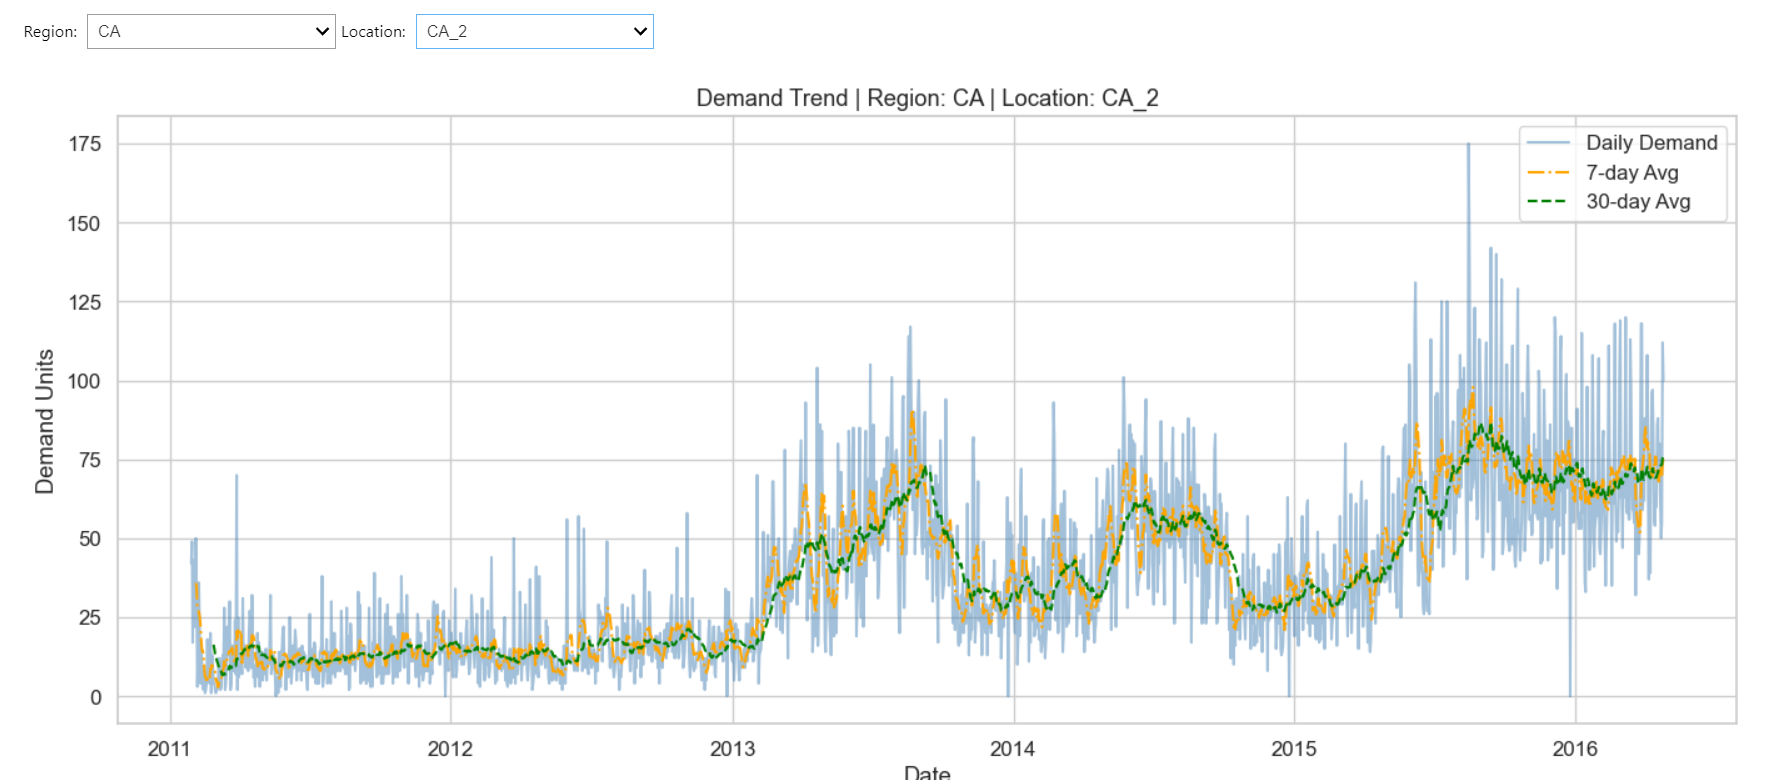 Region: CA Location: CA_2
Demand Trend | Region: CA | Location: CA_2
175
150
125
100
75
50
25
0
Demand Units
Daily Demand
7-day Avg
30-day Avg
2011 2012 2013 2014 2015 2016
Date